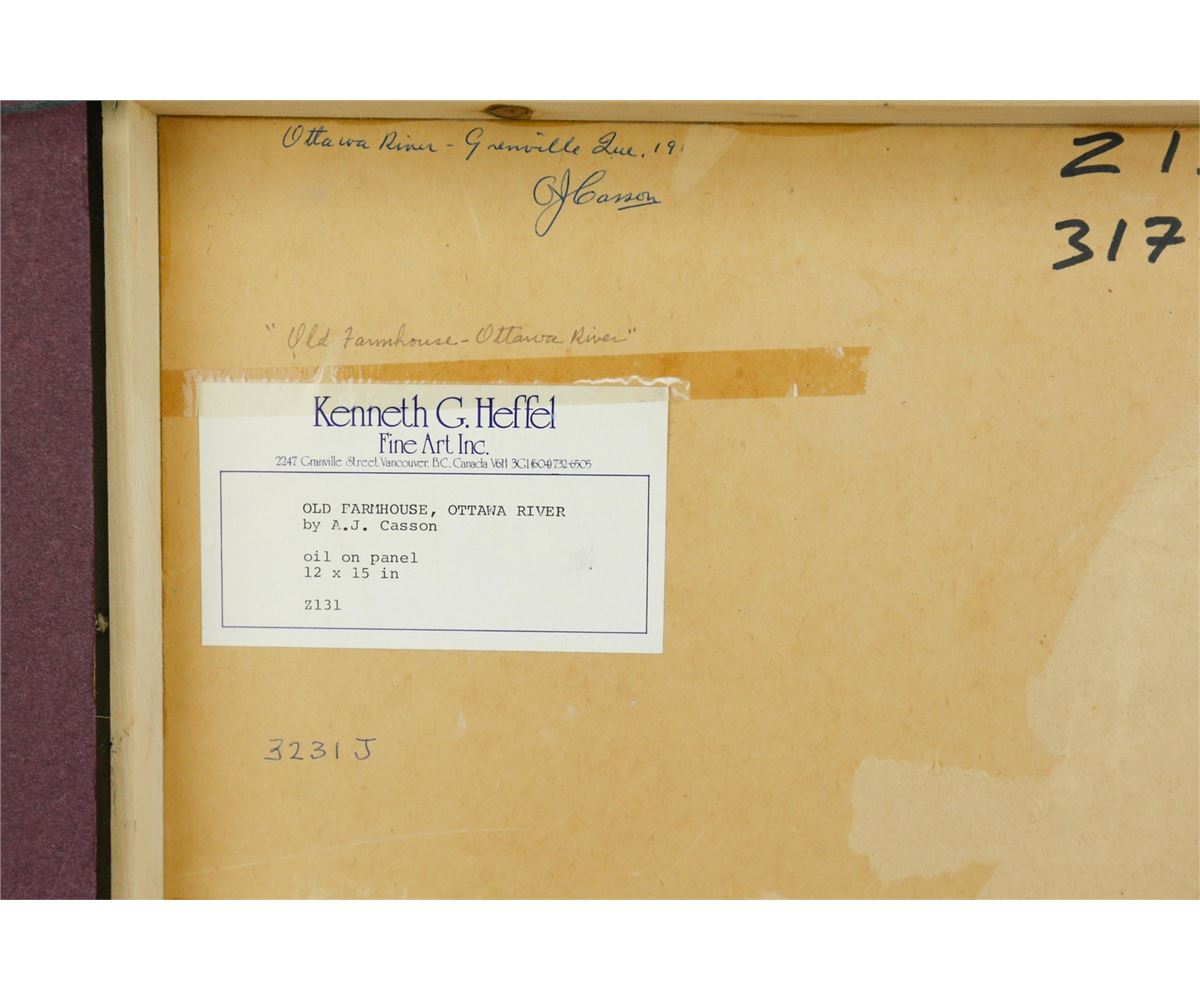 Ottawa River - Grenville Que, 19
AJCasson
Z1
317
"Old Farmhouse - Ottawa River"
Kenneth G. Heffel
Fine Art Inc.
2247 Granville Street, Vancouver, B.C., Canada V6H 3G1 (604) 732-6505
OLD FARMHOUSE, OTTAWA RIVER
by A.J. Casson
oil on panel
12 x 15 in
Z131
3231J